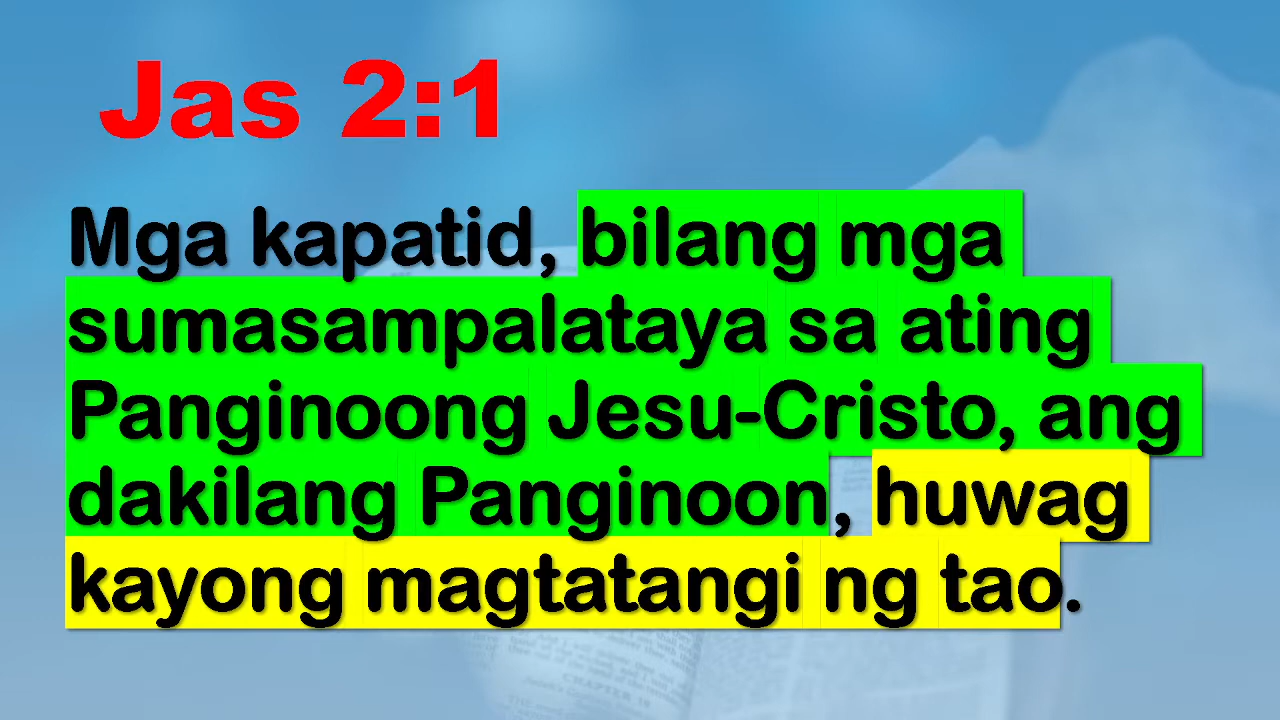 Jas 2:1
Mga kapatid, bilang mga
sumasampalataya sa ating
Panginoong Jesu-Cristo, ang
dakilang Panginoon, huwag
kayong magtatangi ng tao.